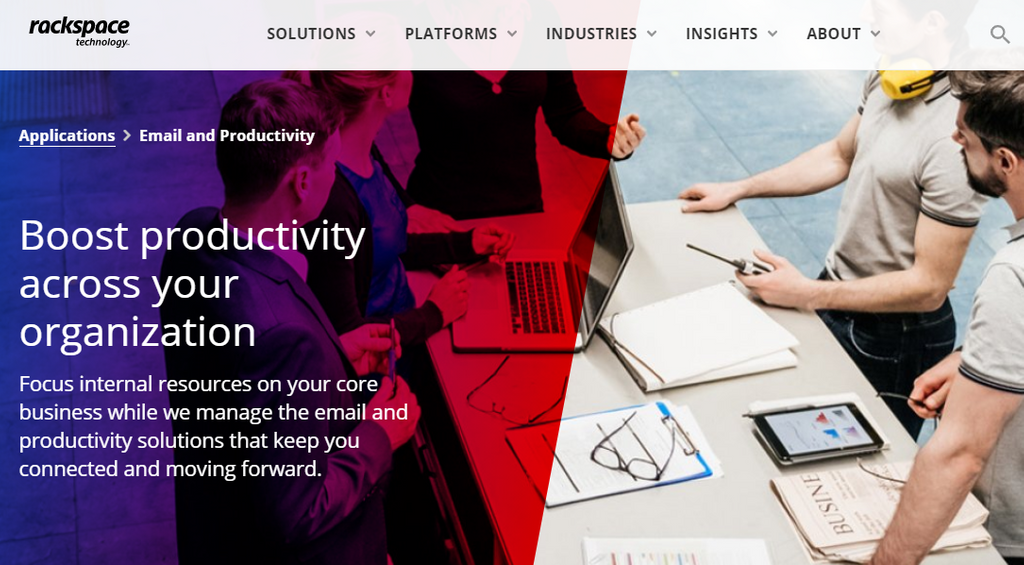 rackspace
technology
SOLUTIONS PLATFORMS INDUSTRIES INSIGHTS ABOUT
Applications > Email and Productivity
Boost productivity
across your
organization
Focus internal resources on your core
business while we manage the email and
productivity solutions that keep you
connected and moving forward.
BUSINE